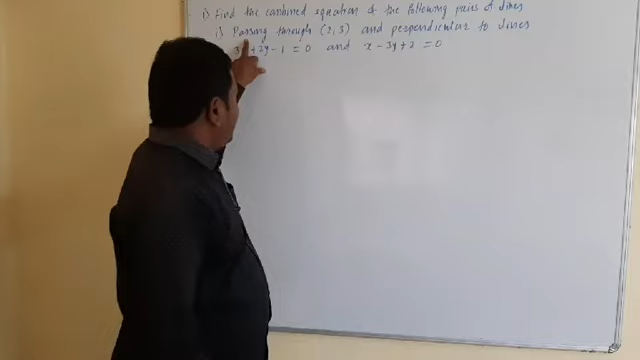 1) Find the combined equation of the following pairs of lines
i) Passing through (2,3) and perpendicular to lines
3x+2y-1=0 and x-3y+2=0